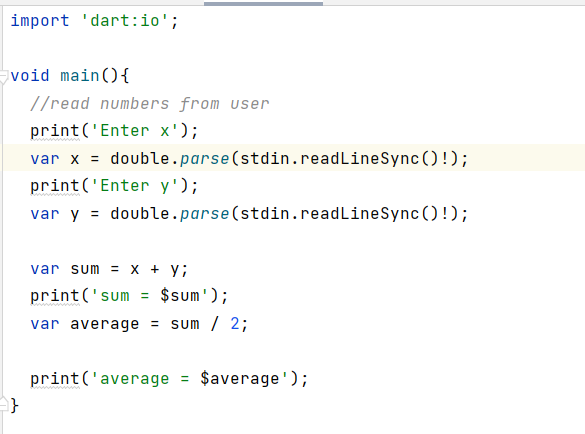 import 'dart:io';
void main(){
//read numbers from user
print('Enter x');
var x = double.parse(stdin.readLineSync()!);
print('Enter y');
var y = double.parse(stdin.readLineSync()!);
var sum = x + y;
print('sum = $sum');
var average = sum / 2;
print('average = $average');
}